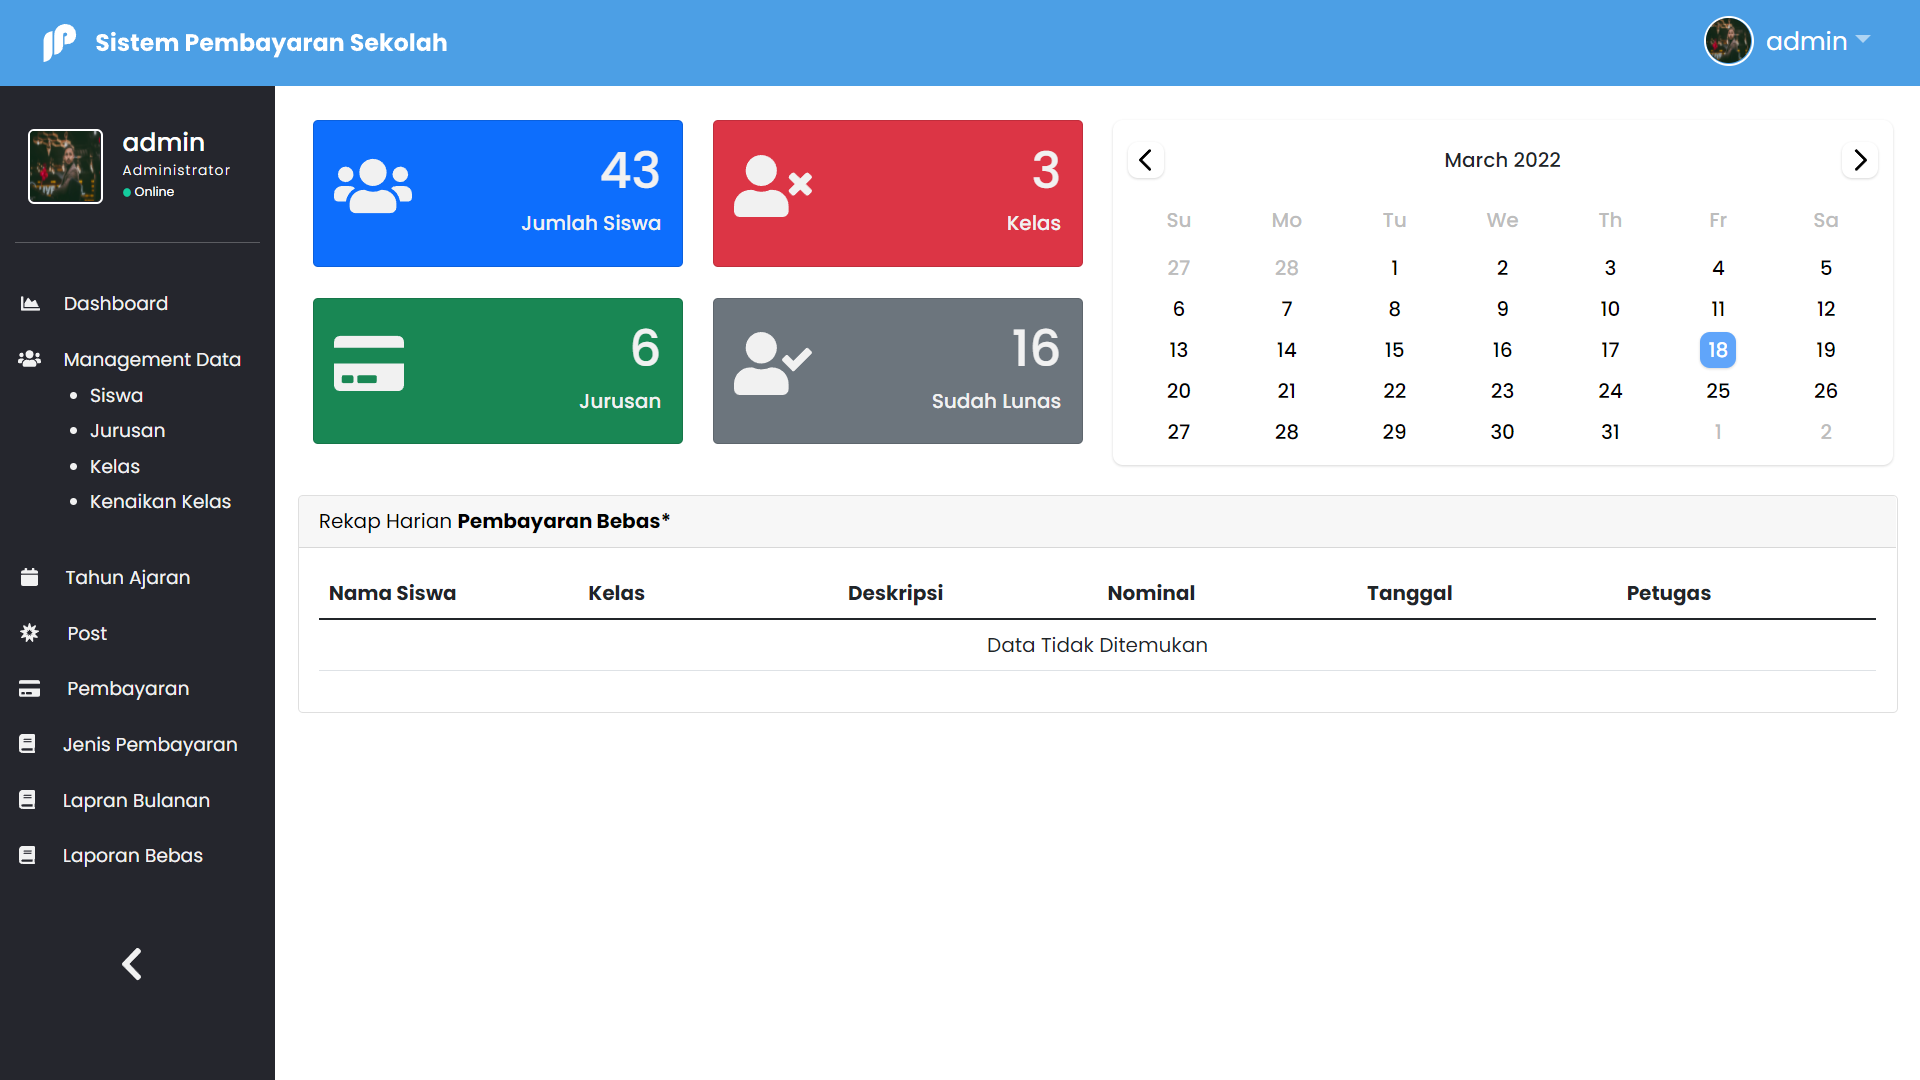 Sistem Pembayaran Sekolah
admin
admin
Administrator
Online
Dashboard
Management Data
Siswa
Jurusan
Kelas
Kenaikan Kelas
Tahun Ajaran
Post
Pembayaran
Jenis Pembayaran
Lapran Bulanan
Laporan Bebas
43
Jumlah Siswa
3
Kelas
6
Jurusan
16
Sudah Lunas
March 2022
Su Mo Tu We Th Fr Sa
27 28 1 2 3 4 5
6 7 8 9 10 11 12
13 14 15 16 17 18 19
20 21 22 23 24 25 26
27 28 29 30 31 1 2
Rekap Harian Pembayaran Bebas*
Nama Siswa Kelas Deskripsi Nominal Tanggal Petugas
Data Tidak Ditemukan